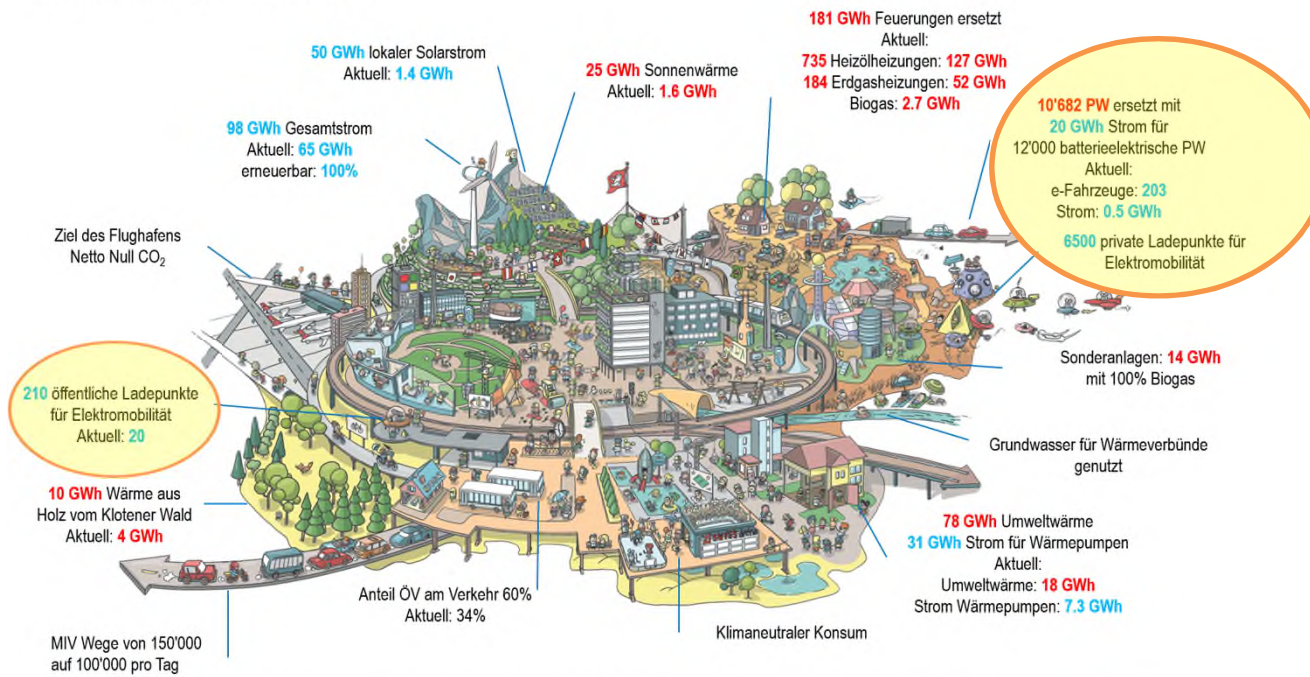 181 GWh Feuerungen ersetzt
Aktuell:
735 Heizölheizungen: 127 GWh
184 Erdgasheizungen: 52 GWh
Biogas: 2.7 GWh
50 GWh lokaler Solarstrom
Aktuell: 1.4 GWh
25 GWh Sonnenwärme
Aktuell: 1.6 GWh
10'682 PW ersetzt mit
20 GWh Strom für
12'000 batterieelektrische PW
Aktuell:
e-Fahrzeuge: 203
Strom: 0.5 GWh
6500 private Ladepunkte für
Elektromobilität
98 GWh Gesamtstrom
Aktuell: 65 GWh
erneuerbar: 100%
Ziel des Flughafens
Netto Null CO₂
Sonderanlagen: 14 GWh
mit 100% Biogas
210 öffentliche Ladepunkte
für Elektromobilität
Aktuell: 20
Grundwasser für Wärmeverbünde
genutzt
10 GWh Wärme aus
Holz vom Klotener Wald
Aktuell: 4 GWh
78 GWh Umweltwärme
31 GWh Strom für Wärmepumpen
Aktuell:
Umweltwärme: 18 GWh
Strom Wärmepumpen: 7.3 GWh
Anteil ÖV am Verkehr 60%
Aktuell: 34%
Klimaneutraler Konsum
MIV Wege von 150'000
auf 100'000 pro Tag